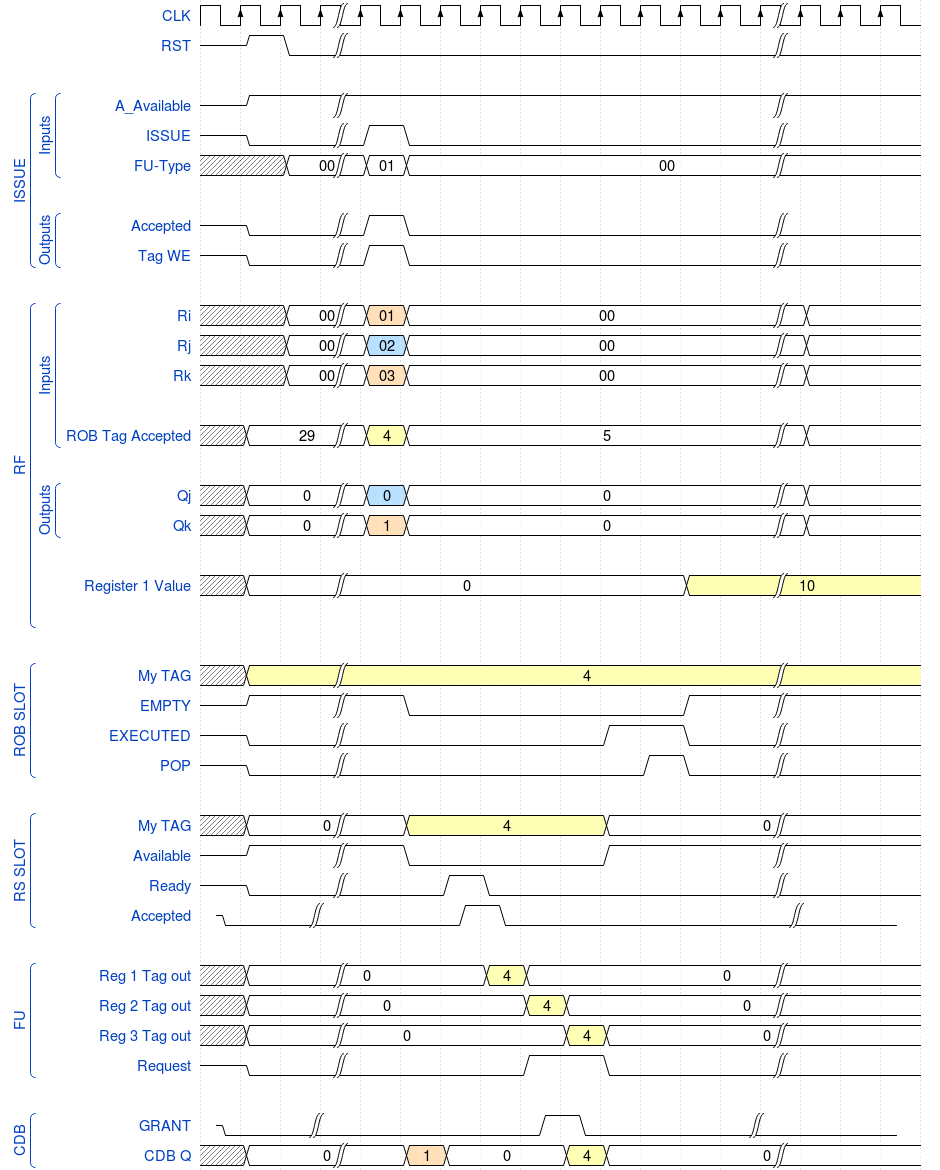 CLK
RST
ISSUE
Inputs
A_Available
ISSUE
FU-Type 00 01 00
Outputs
Accepted
Tag WE
RF
Inputs
Ri 00 01 00
Rj 00 02 00
Rk 00 03 00
ROB Tag Accepted 29 4 5
Outputs
Qj 0 0 0
Qk 0 1 0
Register 1 Value 0 10
ROB SLOT
My TAG 4
EMPTY
EXECUTED
POP
RS SLOT
My TAG 0 4 0
Available
Ready
Accepted
FU
Reg 1 Tag out 0 4 0
Reg 2 Tag out 0 4 0
Reg 3 Tag out 0 4 0
Request
CDB
GRANT
CDB Q 0 1 0 4 0